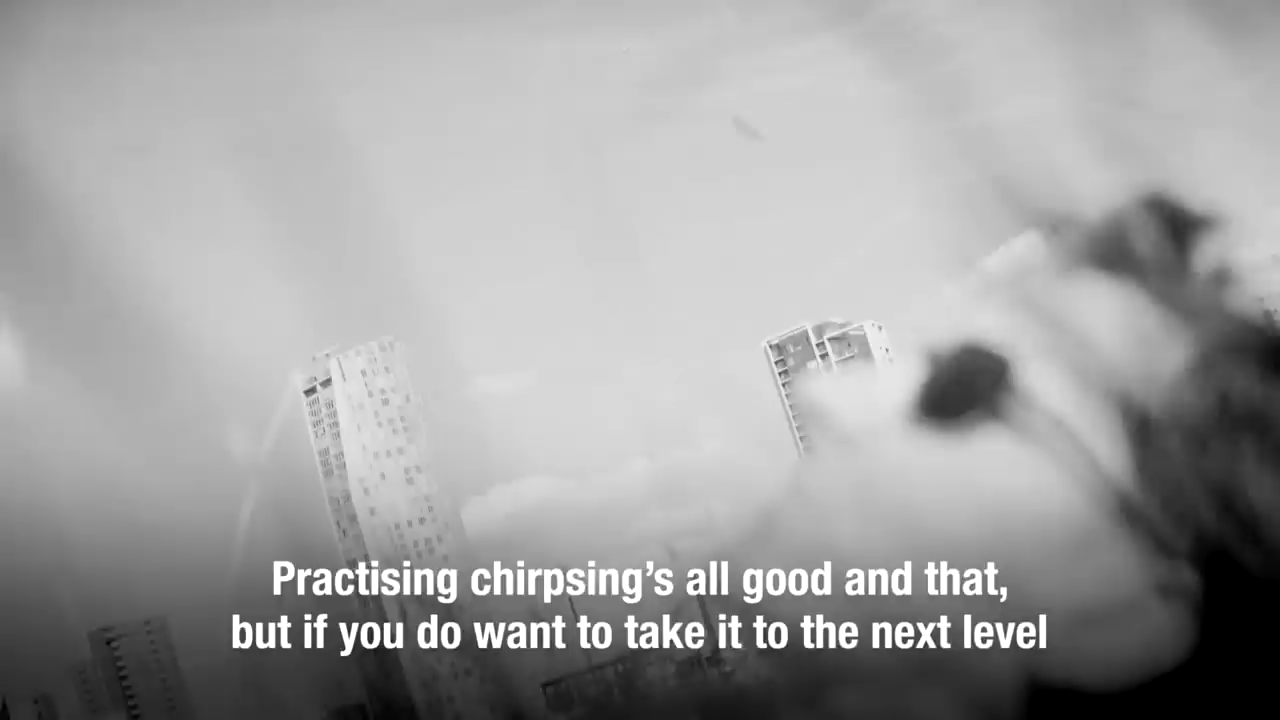 Practising chirpsing’s all good and that,
but if you do want to take it to the next level